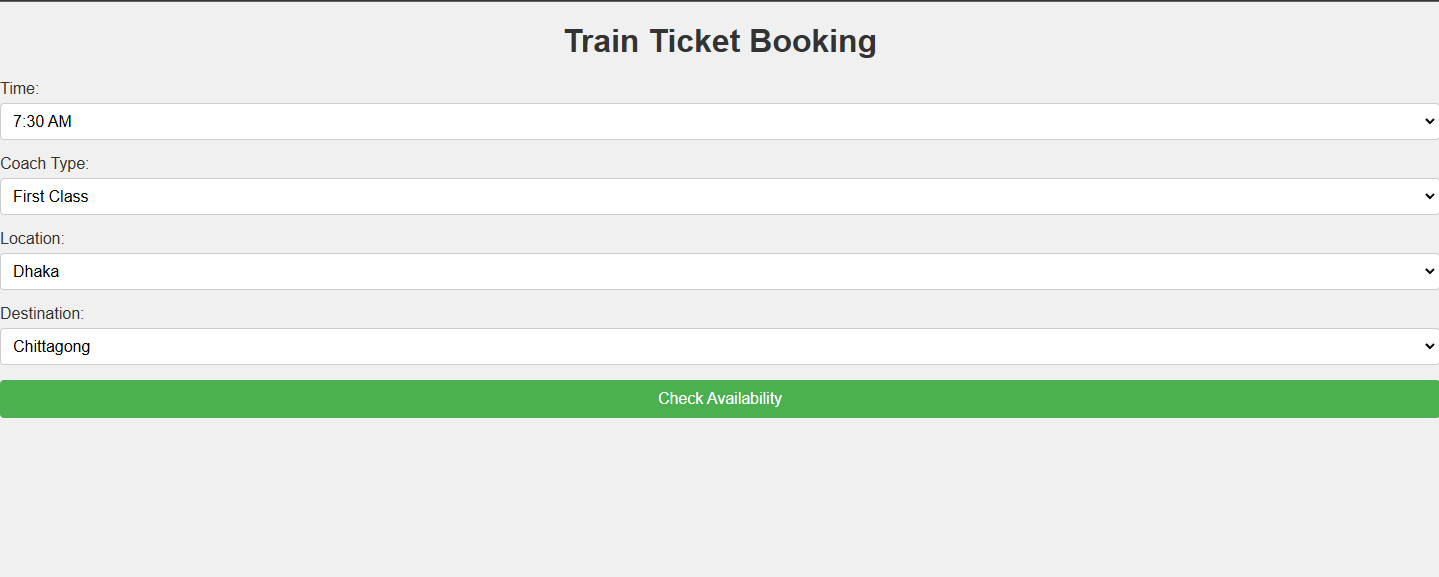 Train Ticket Booking
Time:
7:30 AM
Coach Type:
First Class
Location:
Dhaka
Destination:
Chittagong
Check Availability